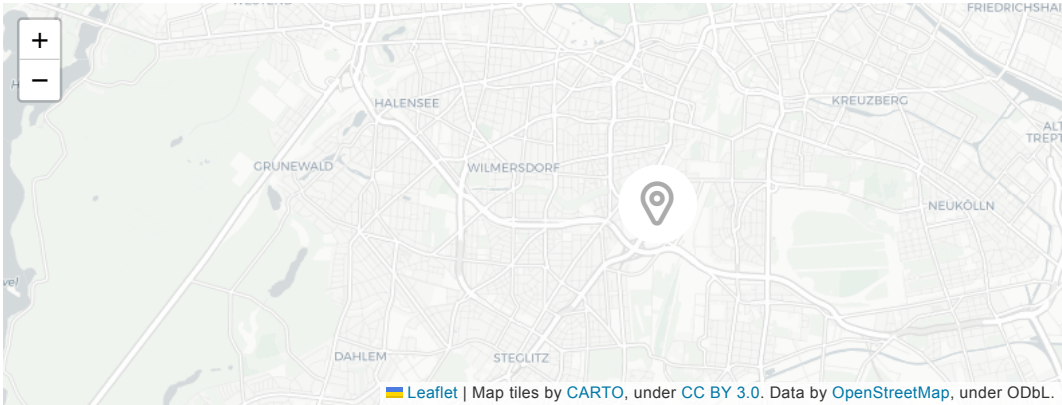 FRIEDRICHSHA
+
−
HALENSEE
KREUZBERG
ALT
TREPT
GRUNEWALD
WILMERSDORF
NEUKÖLLN
vel
DAHLEM
STEGLITZ
Leaflet | Map tiles by CARTO, under CC BY 3.0. Data by OpenStreetMap, under ODbL.